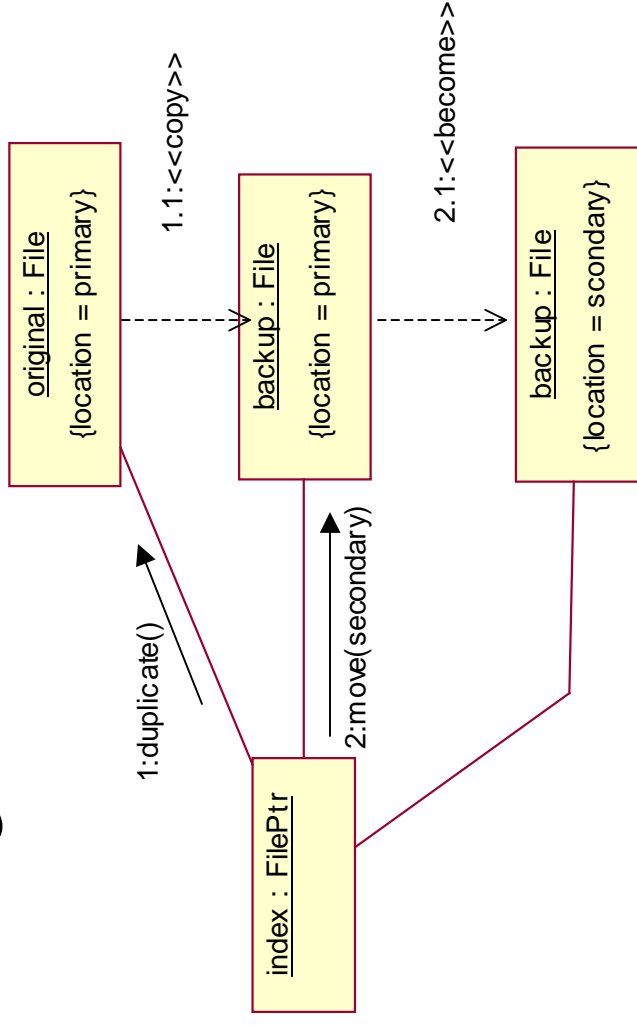 original : File
{location = primary}
1.1:<<copy>>
1:duplicate()
backup : File
{location = primary}
index : FilePtr
2:move(secondary)
2.1:<<become>>
backup : File
{location = scondary}